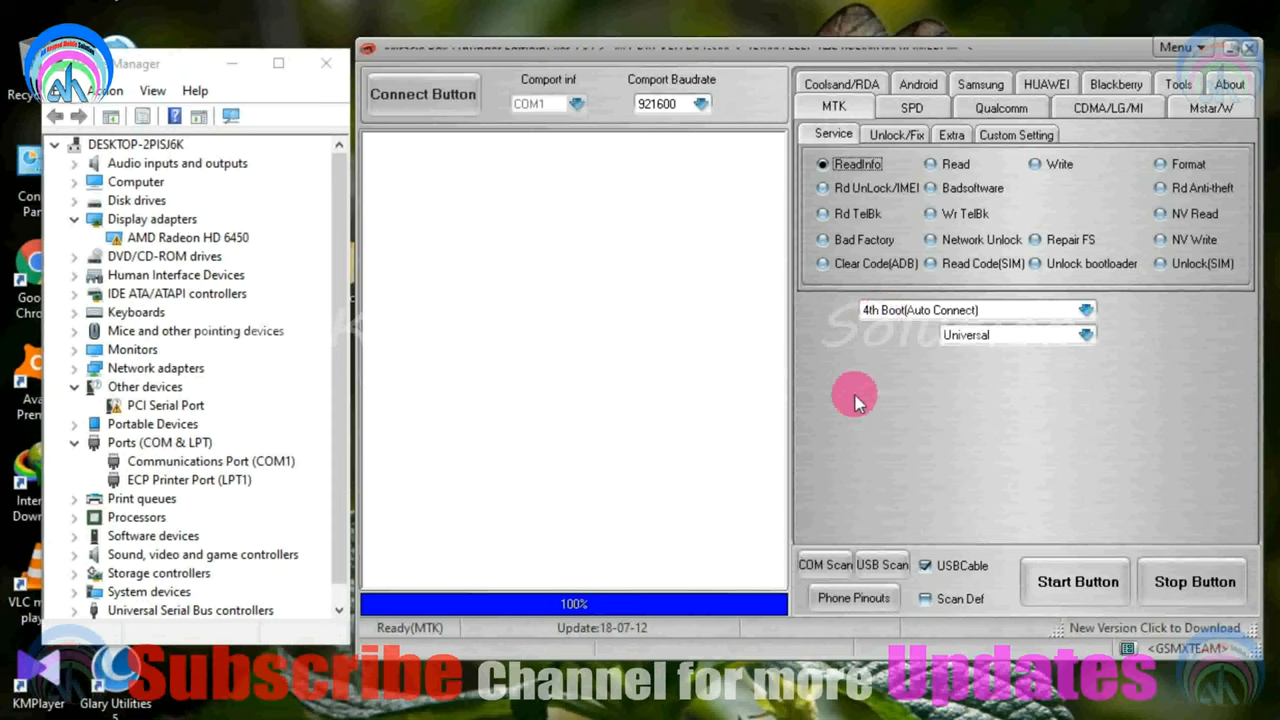 Manager
View Help
DESKTOP-2PISJ6K
Audio inputs and outputs
Computer
Disk drives
Display adapters
AMD Radeon HD 6450
DVD/CD-ROM drives
Human Interface Devices
IDE ATA/ATAPI controllers
Keyboards
Mice and other pointing devices
Monitors
Network adapters
Other devices
PCI Serial Port
Portable Devices
Ports (COM & LPT)
Communications Port (COM1)
ECP Printer Port (LPT1)
Print queues
Processors
Software devices
Sound, video and game controllers
Storage controllers
System devices
Universal Serial Bus controllers
Menu
Connect Button
Comport inf
Comport Baudrate
COM1
921600
Coolsand/RDA Android Samsung HUAWEI Blackberry Tools About
MTK SPD Qualcomm CDMA/LG/MI Mstar/W
Service Unlock/Fix Extra Custom Setting
ReadInfo Read Write Format
Rd UnLock/IMEI Badsoftware Rd Anti-theft
Rd TelBk Wr TelBk NV Read
Bad Factory Network Unlock Repair FS NV Write
Clear Code(ADB) Read Code(SIM) Unlock bootloader Unlock(SIM)
4th Boot(Auto Connect)
Universal
COM Scan USB Scan USBCable
Phone Pinouts Scan Def
Start Button Stop Button
100%
Ready(MTK) Update:18-07-12 New Version Click to Download
<GSMXTEAM>
KMPlayer
Glary Utilities
5
Subscribe Channel for more Updates